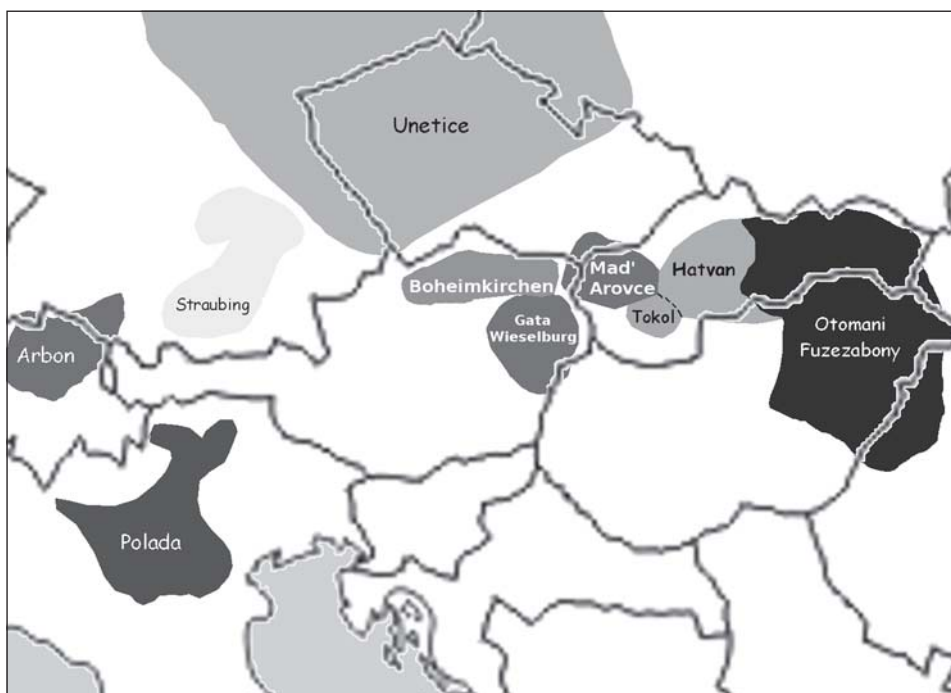 Unetice
Straubing
Boheimkirchen
Mad'
Arovce
Hatvan
Tokol
Gata
Wieselburg
Otomani
Fuzezabony
Arbon
Polada